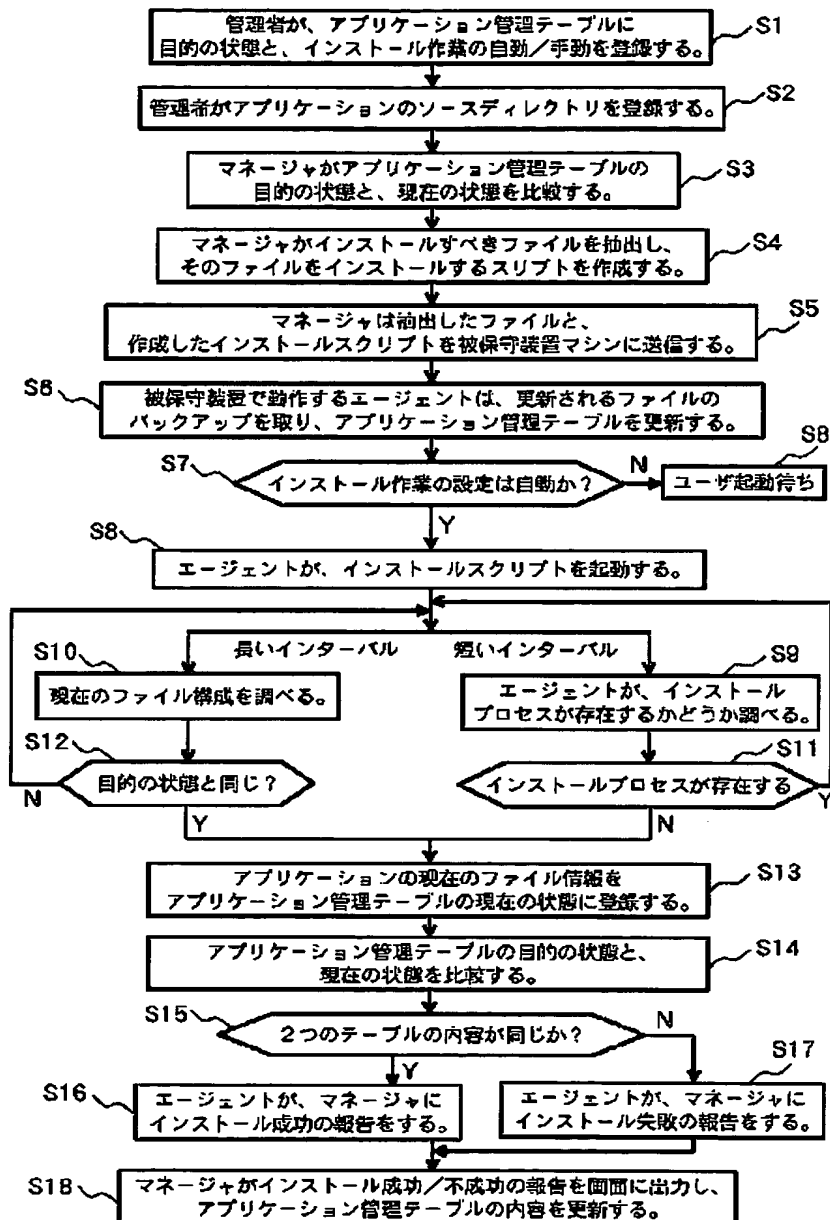 管理者が、アプリケーション管理テーブルに
目的の状態と、インストール作業の自動／手動を登録する。
S1
管理者がアプリケーションのソースディレクトリを登録する。
S2
マネージャがアプリケーション管理テーブルの
目的の状態と、現在の状態を比較する。
S3
マネージャがインストールすべきファイルを抽出し、
そのファイルをインストールするスリプトを作成する。
S4
マネージャは抽出したファイルと、
作成したインストールスクリプトを被保守装置マシンに送信する。
S5
S6
被保守装置で動作するエージェントは、更新されるファイルの
バックアップを取り、アプリケーション管理テーブルを更新する。
S7
インストール作業の設定は自動か？
N
S8
ユーザ起動待ち
Y
S8
エージェントが、インストールスクリプトを起動する。
長いインターバル
短いインターバル
S10
現在のファイル構成を調べる。
S9
エージェントが、インストール
プロセスが存在するかどうか調べる。
S12
目的の状態と同じ？
N
Y
S11
インストールプロセスが存在する
Y
N
アプリケーションの現在のファイル情報を
アプリケーション管理テーブルの現在の状態に登録する。
S13
アプリケーション管理テーブルの目的の状態と、
現在の状態を比較する。
S14
S15
２つのテーブルの内容が同じか？
N
Y
S16
エージェントが、マネージャに
インストール成功の報告をする。
S17
エージェントが、マネージャに
インストール失敗の報告をする。
S18
マネージャがインストール成功／不成功の報告を画面に出力し、
アプリケーション管理テーブルの内容を更新する。